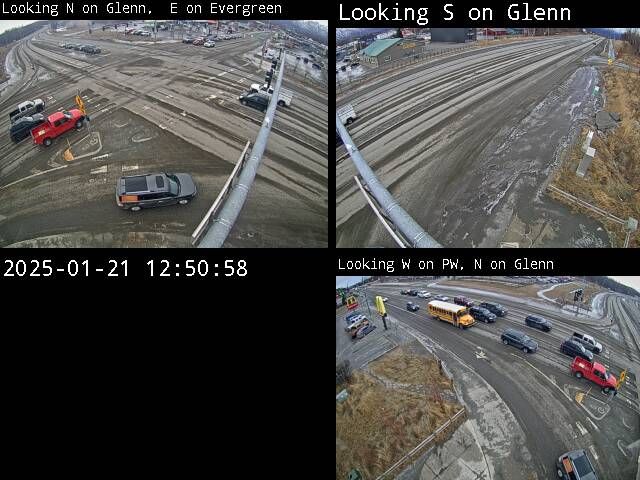 Looking N on Glenn,  E on Evergreen
Looking S on Glenn
2025-01-21 12:50:58
Looking W on PW, N on Glenn